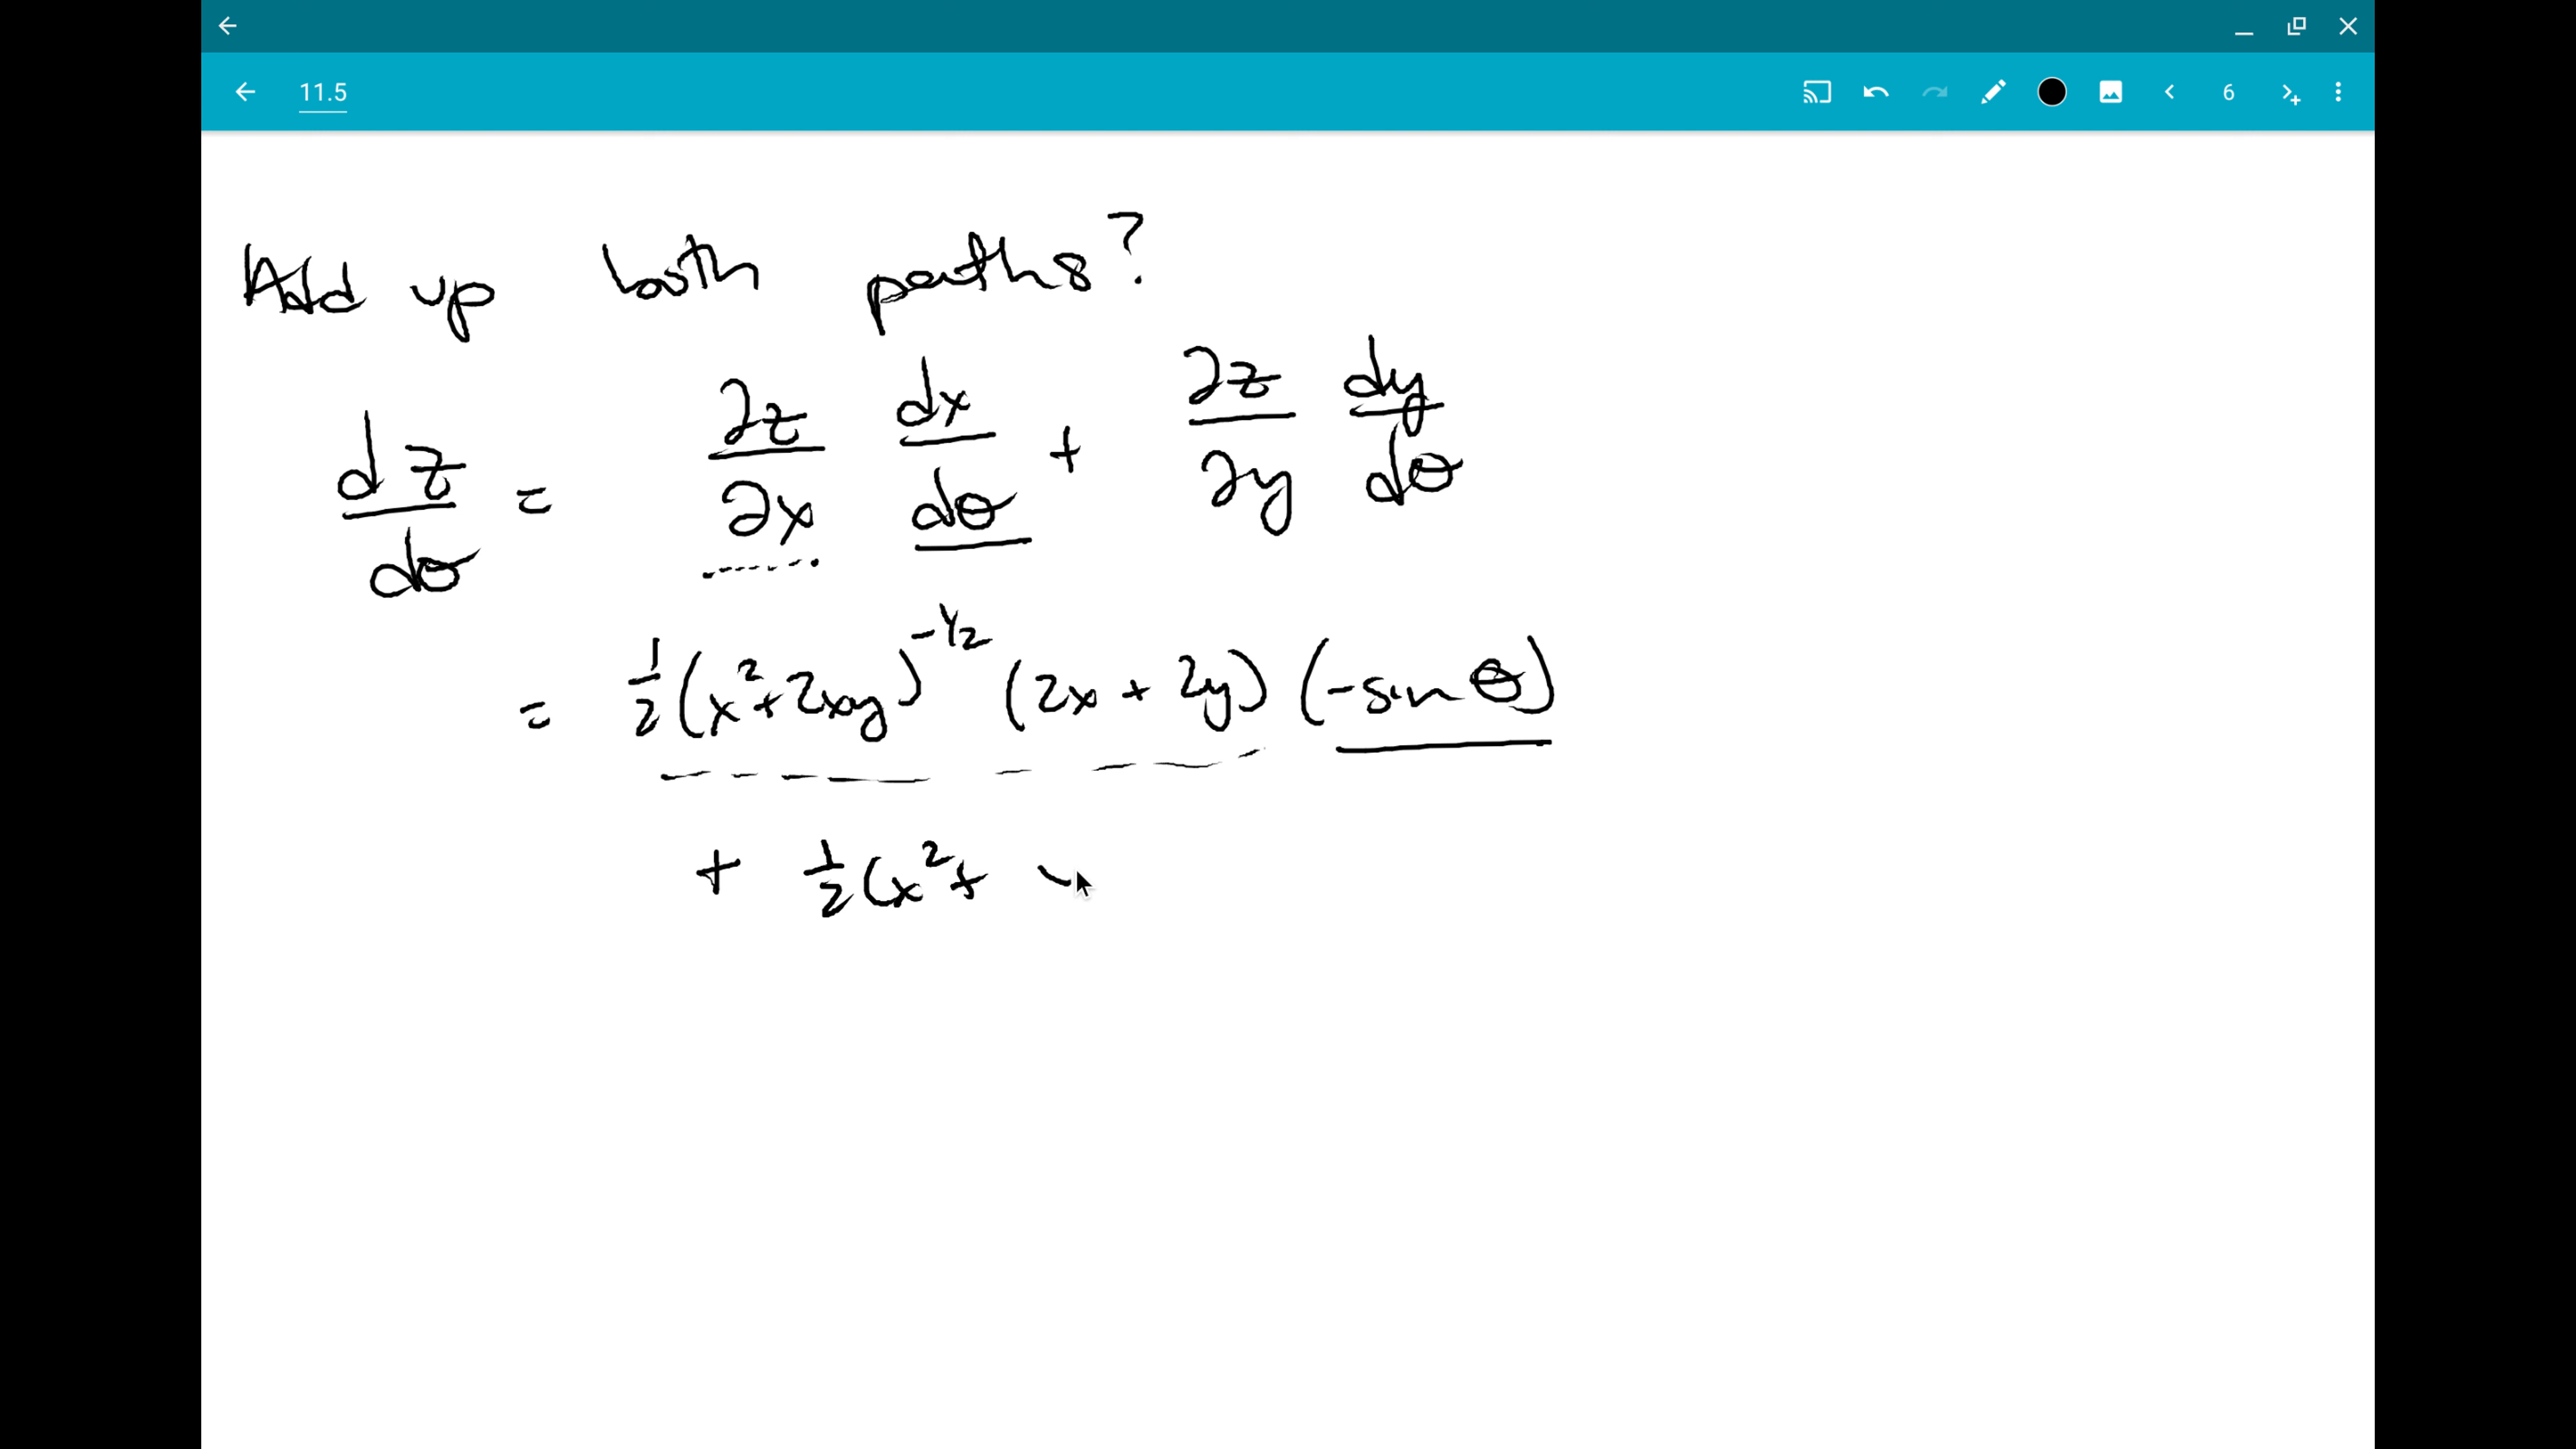 11.5
6
Add up both paths?
dz/dθ = ∂z/∂x dx/dθ + ∂z/∂y dy/dθ
= 1/2 (x²+2xy)^-1/2 (2x + 2y) (-sin θ)
+ 1/2 (x² +